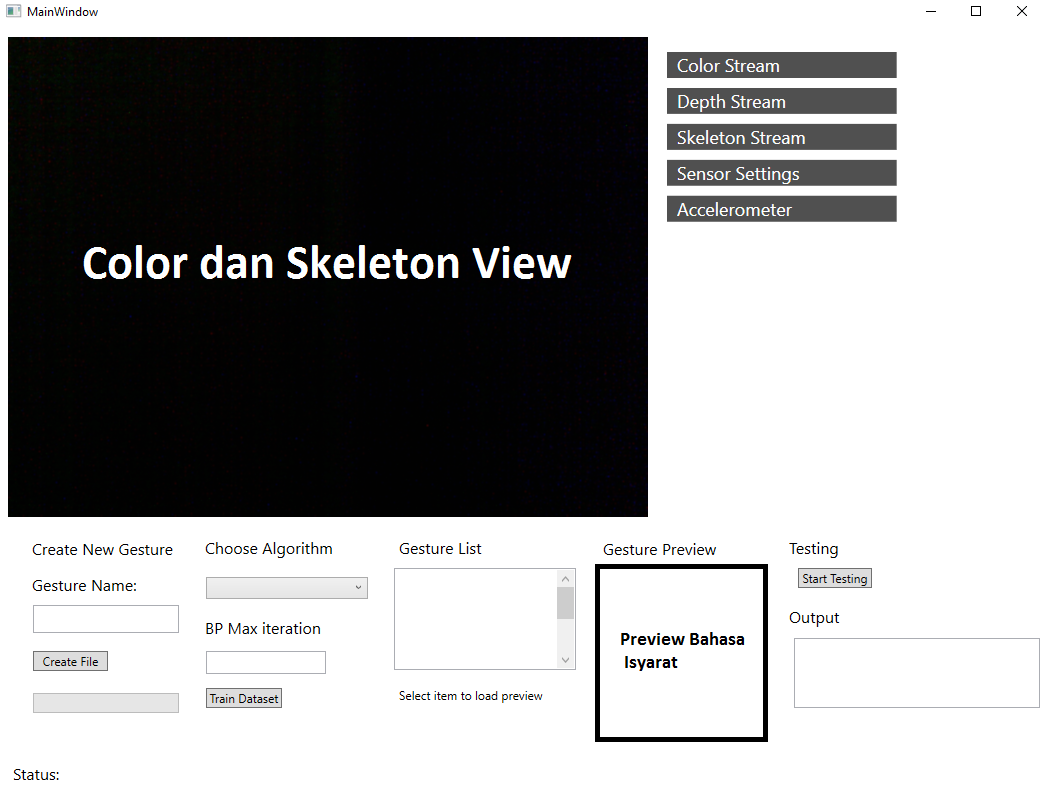 MainWindow
Color dan Skeleton View
Color Stream
Depth Stream
Skeleton Stream
Sensor Settings
Accelerometer
Create New Gesture
Gesture Name:
Create File
Choose Algorithm
BP Max iteration
Train Dataset
Gesture List
Select item to load preview
Gesture Preview
Preview Bahasa
Isyarat
Testing
Start Testing
Output
Status: